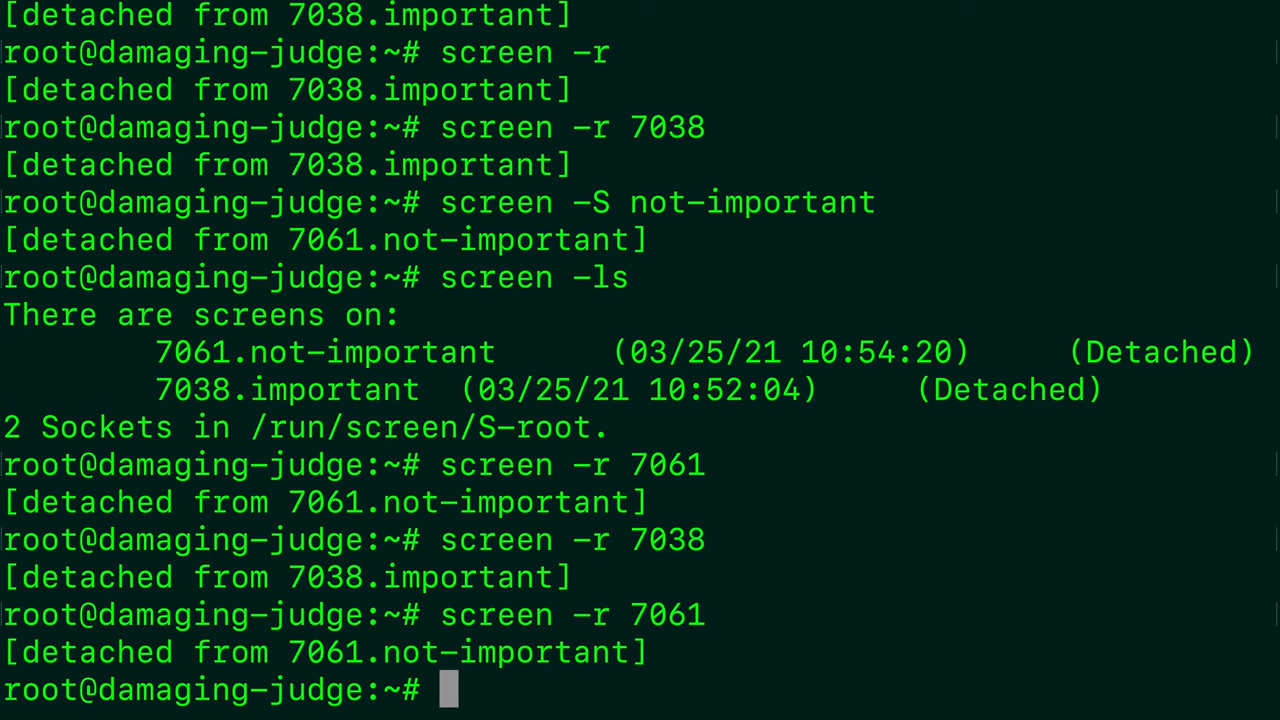 [detached from 7038.important]
root@damaging-judge:~# screen -r
[detached from 7038.important]
root@damaging-judge:~# screen -r 7038
[detached from 7038.important]
root@damaging-judge:~# screen -S not-important
[detached from 7061.not-important]
root@damaging-judge:~# screen -ls
There are screens on:
        7061.not-important      (03/25/21 10:54:20)     (Detached)
        7038.important  (03/25/21 10:52:04)     (Detached)
2 Sockets in /run/screen/S-root.
root@damaging-judge:~# screen -r 7061
[detached from 7061.not-important]
root@damaging-judge:~# screen -r 7038
[detached from 7038.important]
root@damaging-judge:~# screen -r 7061
[detached from 7061.not-important]
root@damaging-judge:~#